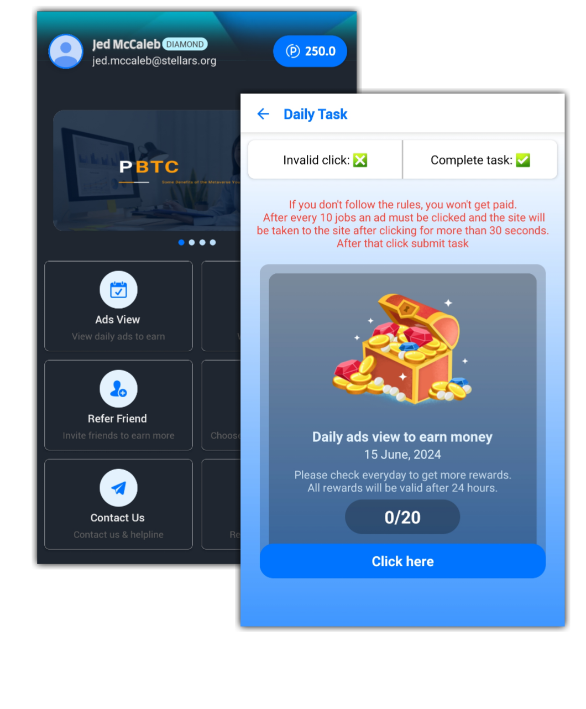 Jed McCaleb DIAMOND
jed.mccaleb@stellars.org
250.0
PBTC
Ads View
View daily ads to earn
Refer Friend
Invite friends to earn more
Contact Us
Contact us & helpline
Daily Task
Invalid click: ❎
Complete task: ✅
If you don't follow the rules, you won't get paid.
After every 10 jobs an ad must be clicked and the site will
be taken to the site after clicking for more than 30 seconds.
After that click submit task
Daily ads view to earn money
15 June, 2024
Please check everyday to get more rewards.
All rewards will be valid after 24 hours.
0/20
Click here